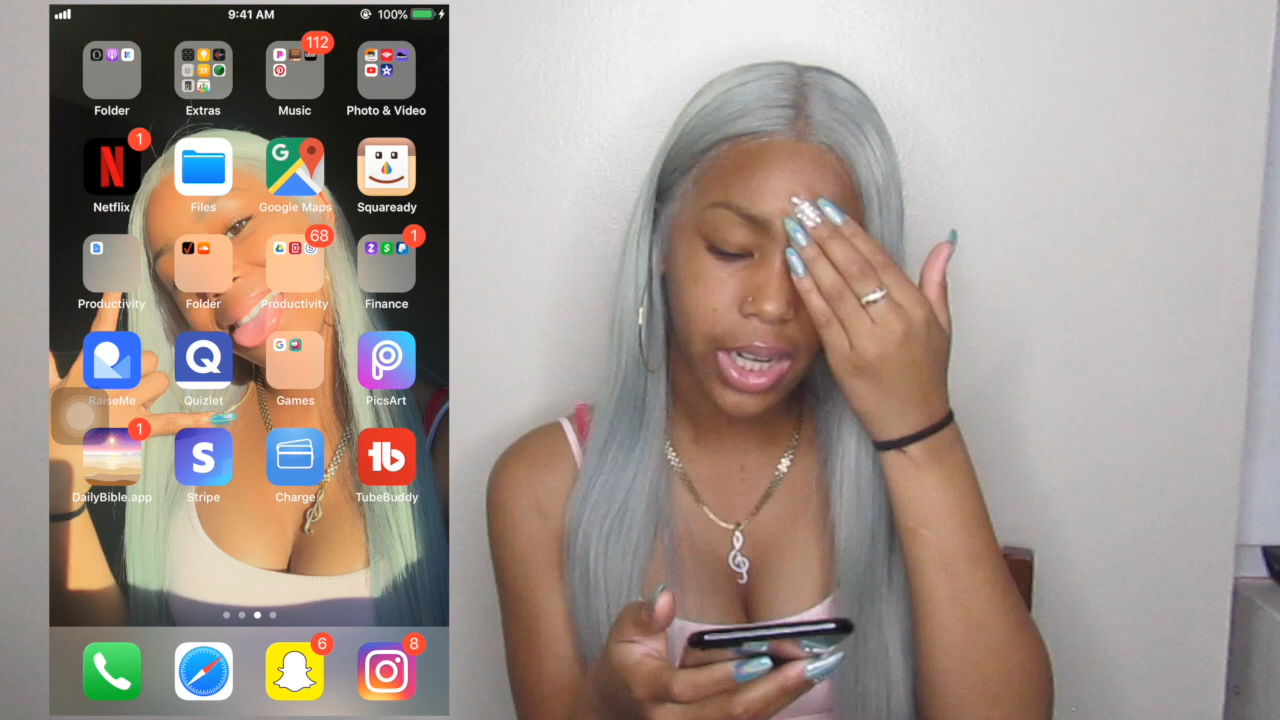 9:41 AM 100%
112
Folder Extras Music Photo & Video
1
Netflix Files Google Maps Squaready
68 1
Productivity Folder Productivity Finance
RaiseMe Quizlet Games PicsArt
1
DailyBible.app Stripe Charge TubeBuddy
6 8